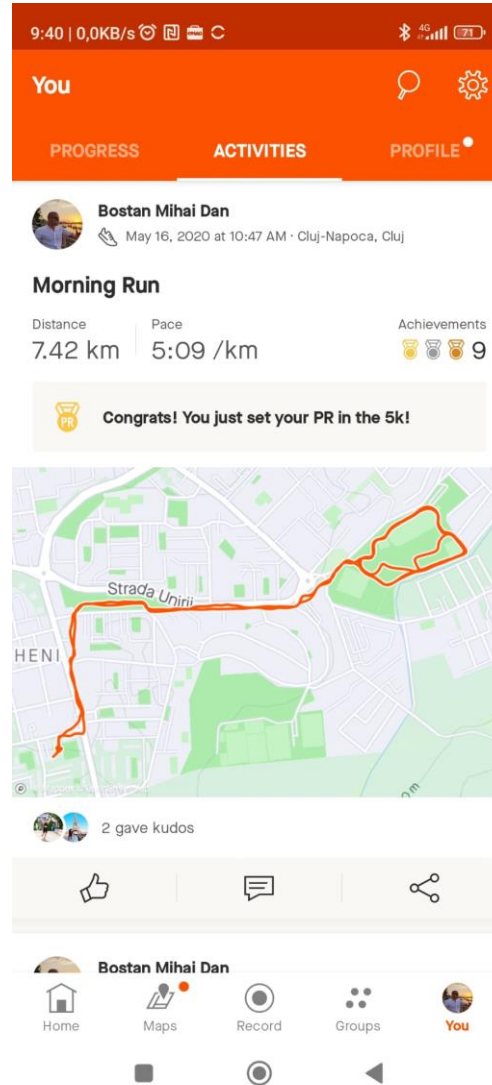 9:40 | 0,0KB/s
4G 71
You
PROGRESS ACTIVITIES PROFILE
Bostan Mihai Dan
May 16, 2020 at 10:47 AM · Cluj-Napoca, Cluj
Morning Run
Distance Pace Achievements
7.42 km 5:09 /km 9
PR Congrats! You just set your PR in the 5k!
Strada Unirii
HENI
om
2 gave kudos
Bostan Mihai Dan
Home Maps Record Groups You